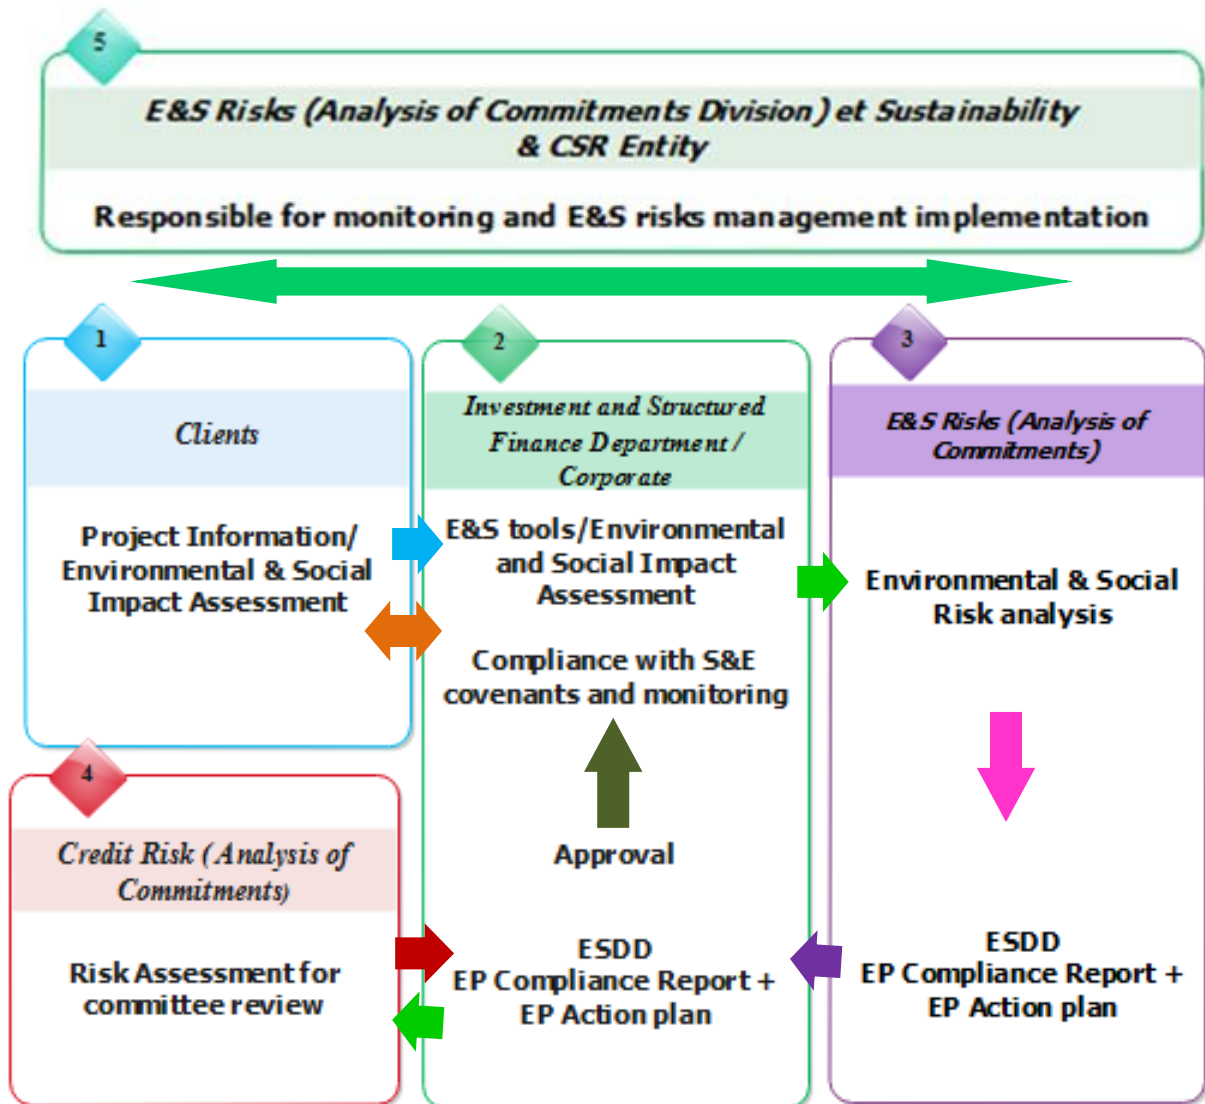 5
E&S Risks (Analysis of Commitments Division) et Sustainability
& CSR Entity
Responsible for monitoring and E&S risks management implementation
1
Clients
Project Information/
Environmental & Social
Impact Assessment
2
Investment and Structured
Finance Department /
Corporate
E&S tools/Environmental
and Social Impact
Assessment
Compliance with S&E
covenants and monitoring
Approval
ESDD
EP Compliance Report +
EP Action plan
3
E&S Risks (Analysis of
Commitments)
Environmental & Social
Risk analysis
ESDD
EP Compliance Report +
EP Action plan
4
Credit Risk (Analysis of
Commitments)
Risk Assessment for
committee review